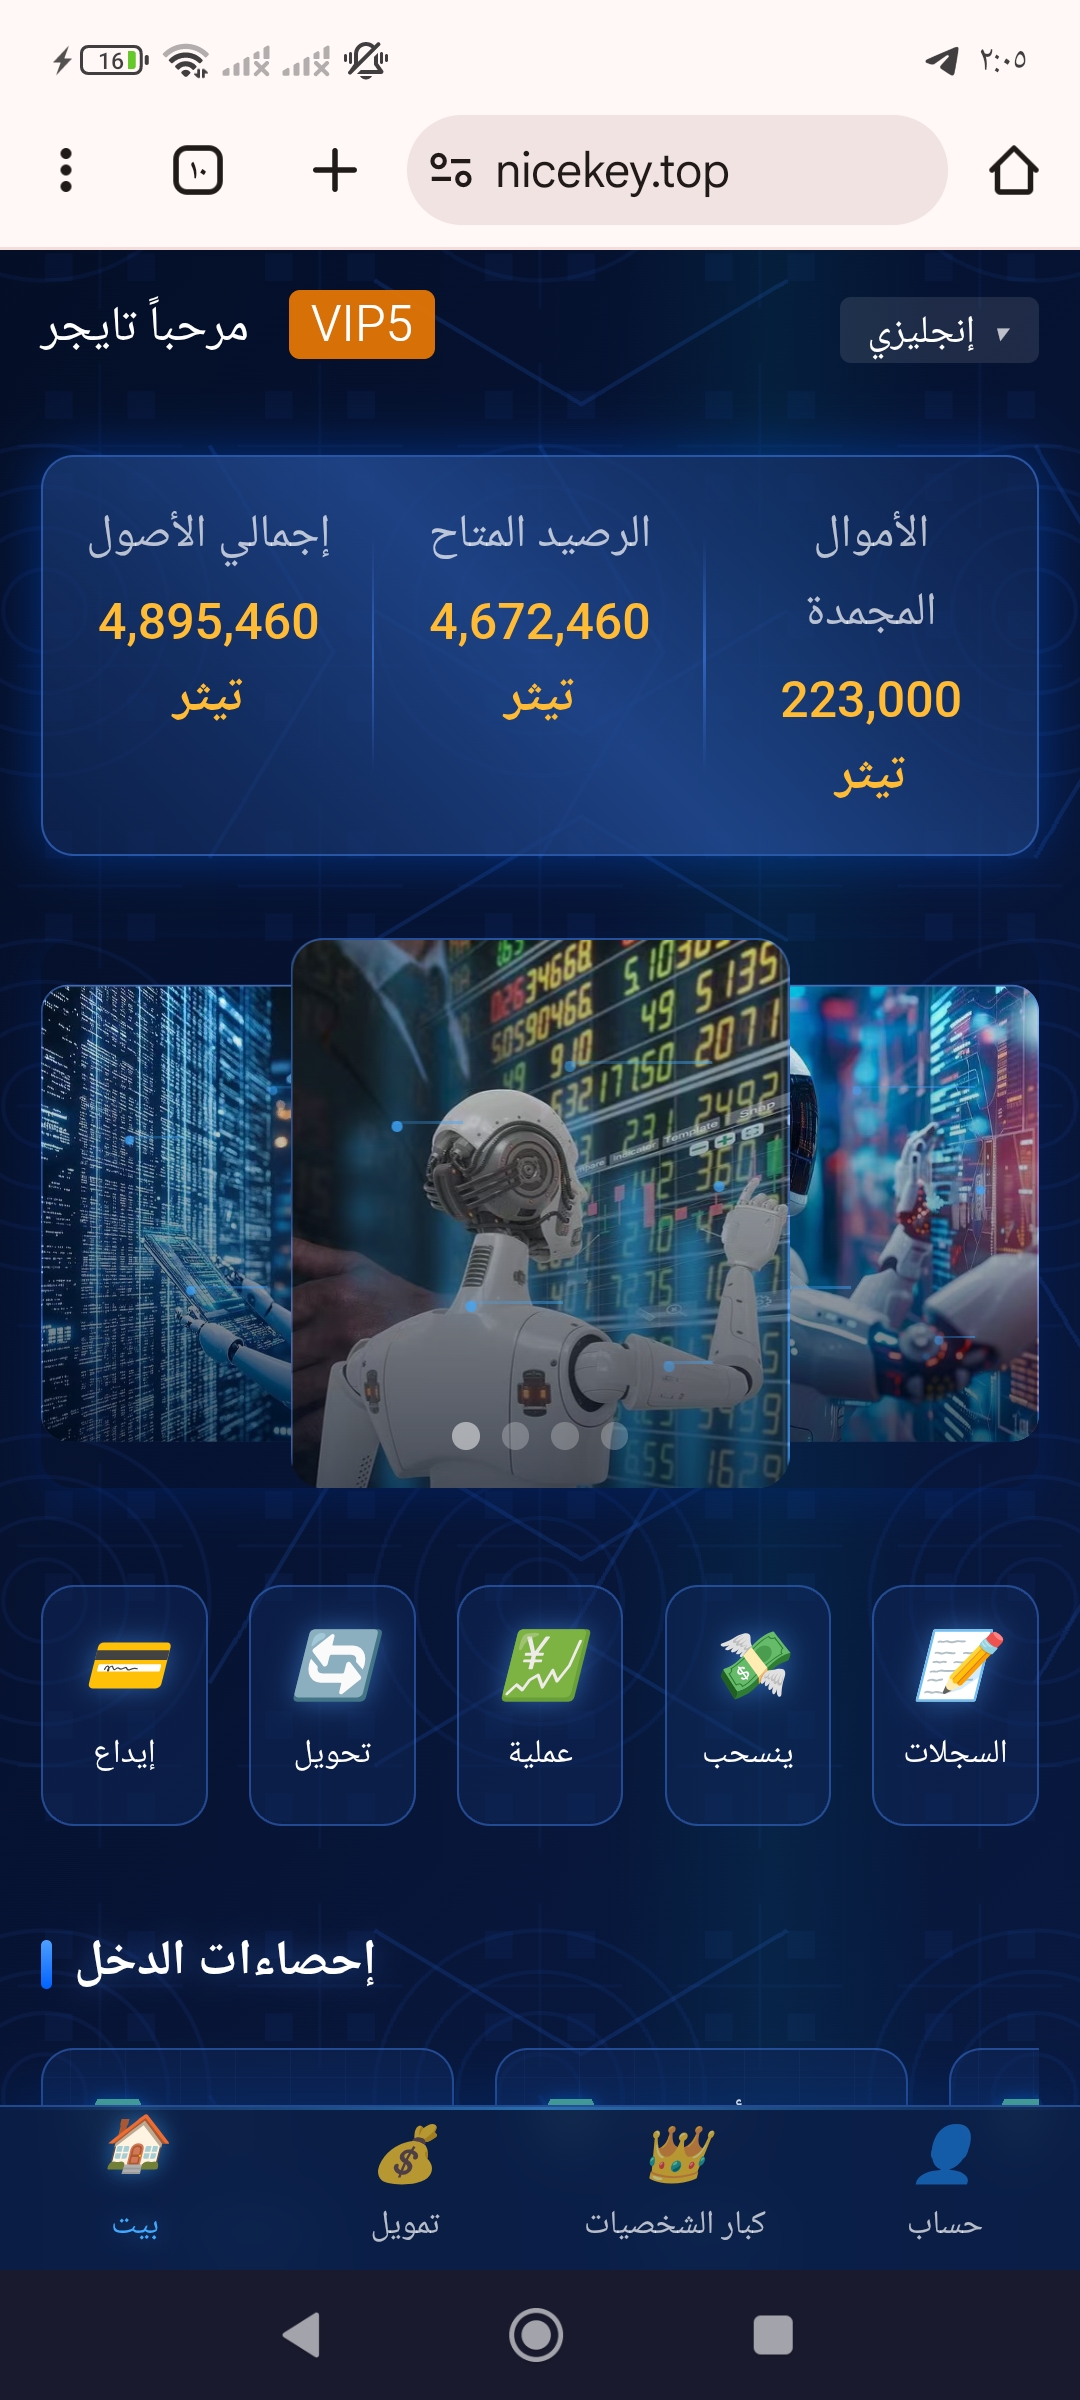 16
٢:٠٥
١٠
nicekey.top
مرحباً تايجر
VIP5
إنجليزي
إجمالي الأصول
4,895,460
تيثر
الرصيد المتاح
4,672,460
تيثر
الأموال
المجمدة
223,000
تيثر
إيداع
تحويل
عملية
ينسحب
السجلات
إحصاءات الدخل
بيت
تمويل
كبار الشخصيات
حساب